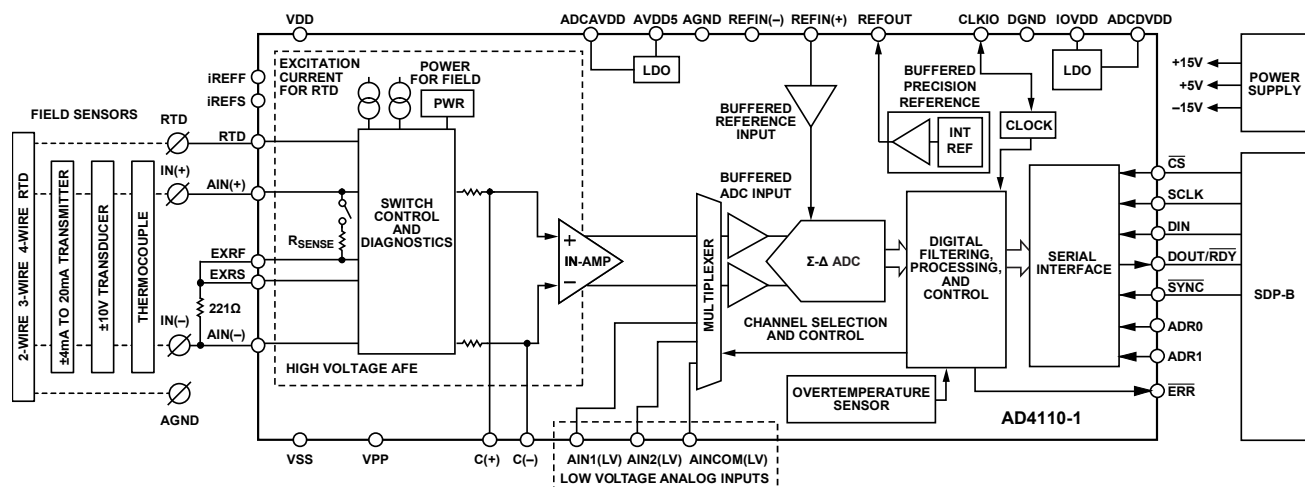 VDD
ADCAVDD
AVDD5
AGND
REFIN(–)
REFIN(+)
REFOUT
CLKIO
DGND
IOVDD
ADCDVDD
iREFF
iREFS
EXCITATION
CURRENT
FOR RTD
POWER
FOR FIELD
PWR
LDO
BUFFERED
REFERENCE
INPUT
BUFFERED
PRECISION
REFERENCE
INT
REF
CLOCK
LDO
+15V
+5V
–15V
POWER
SUPPLY
FIELD SENSORS
RTD
RTD
IN(+)
AIN(+)
2-WIRE 3-WIRE 4-WIRE RTD
±4mA TO 20mA TRANSMITTER
±10V TRANSDUCER
THERMOCOUPLE
EXRF
EXRS
221Ω
IN(–)
AIN(–)
AGND
RSENSE
SWITCH
CONTROL
AND
DIAGNOSTICS
HIGH VOLTAGE AFE
+
IN-AMP
–
MULTIPLEXER
BUFFERED
ADC INPUT
Σ-Δ ADC
CHANNEL SELECTION
AND CONTROL
DIGITAL
FILTERING,
PROCESSING,
AND
CONTROL
SERIAL
INTERFACE
CS
SCLK
DIN
DOUT/RDY
SYNC
ADR0
ADR1
ERR
SDP-B
OVERTEMPERATURE
SENSOR
AD4110-1
VSS
VPP
C(+)
C(–)
AIN1(LV)
AIN2(LV)
AINCOM(LV)
LOW VOLTAGE ANALOG INPUTS